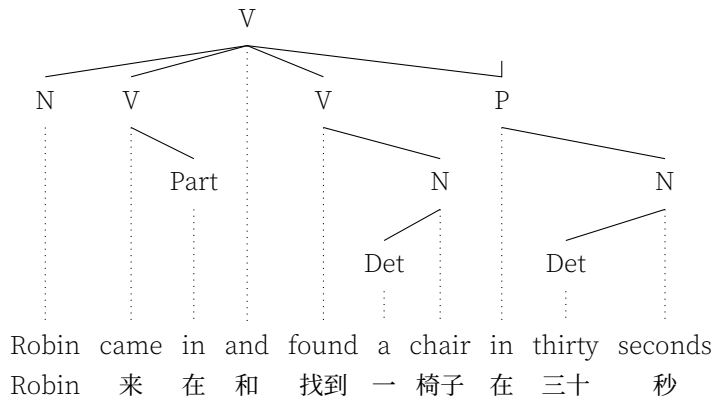 V
N V V P
Part N N
Det Det
Robin came in and found a chair in thirty seconds
Robin 来 在 和 找到 一 椅子 在 三十 秒